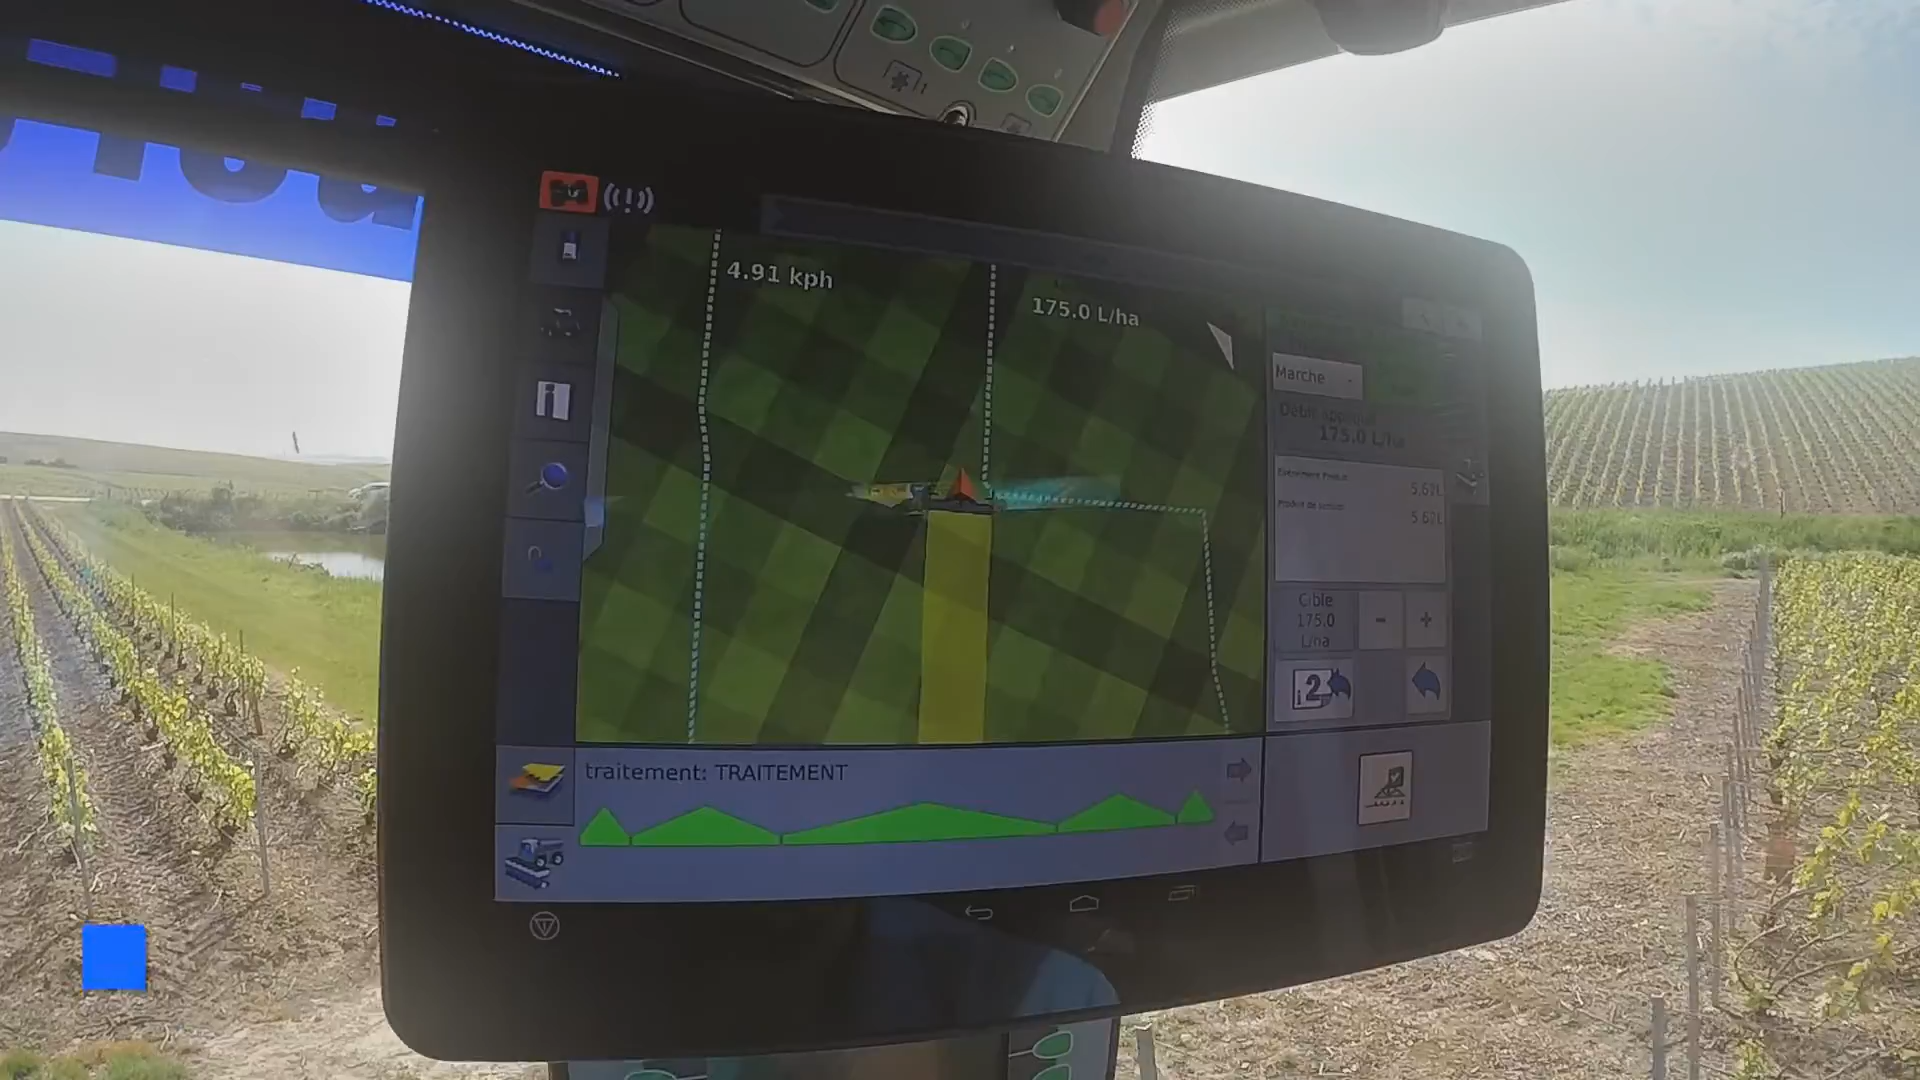 4.91 kph
175.0 L/ha
Marche
175.0 L/ha
5.62L
5.62L
Cible
175.0
L/ha
- +
2
traitement: TRAITEMENT